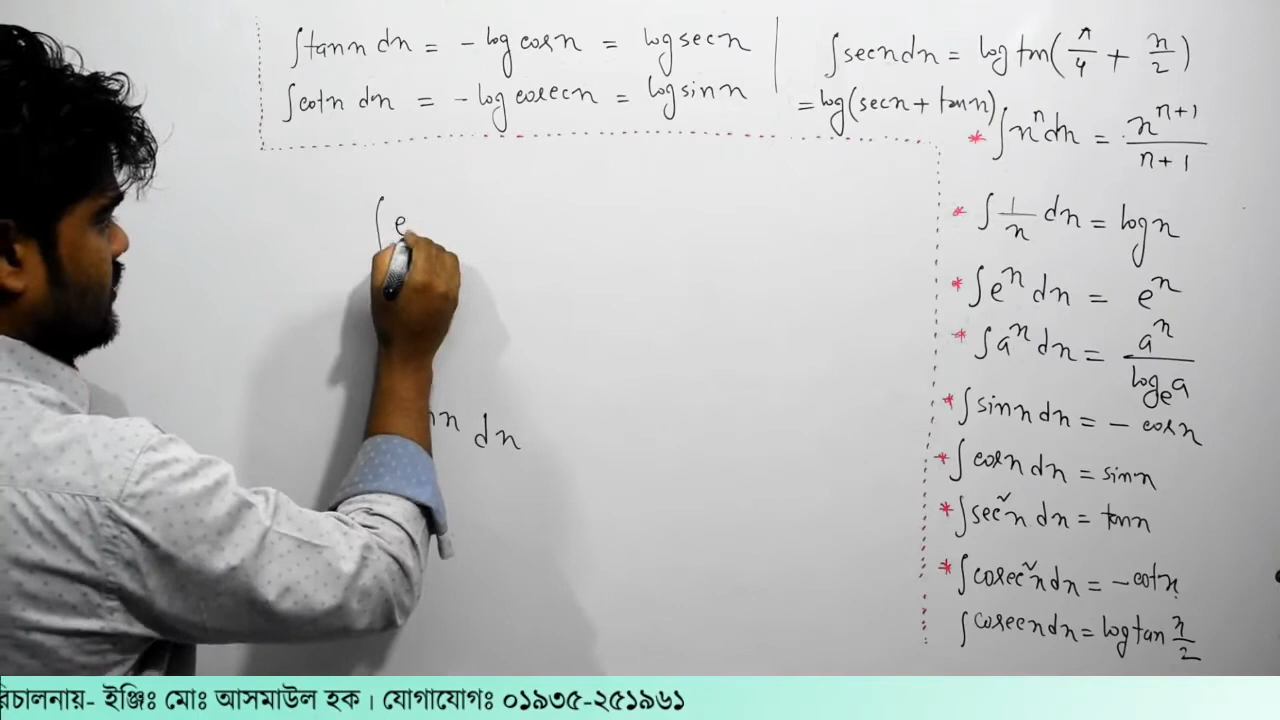 ∫tanx dx = - log cosx = log secx
∫cotx dx = - log cosecx = log sinx
∫secx dx = log tan(π/4 + x/2)
= log(secx + tanx)
* ∫xⁿ dx = xⁿ⁺¹/n+1
* ∫1/x dx = log x
* ∫eˣ dx = eˣ
* ∫aˣ dx = aˣ/logₑa
* ∫sinx dx = - cosx
* ∫cosx dx = sinx
* ∫sec²x dx = tanx
* ∫cosec²x dx = -cotx
∫cosecx dx = log tan x/2
∫e
x dx
রিচালনায়- ইঞ্জিঃ মোঃ আসমাউল হক। যোগাযোগঃ ০১৯৩৫-২৫১৯৬১